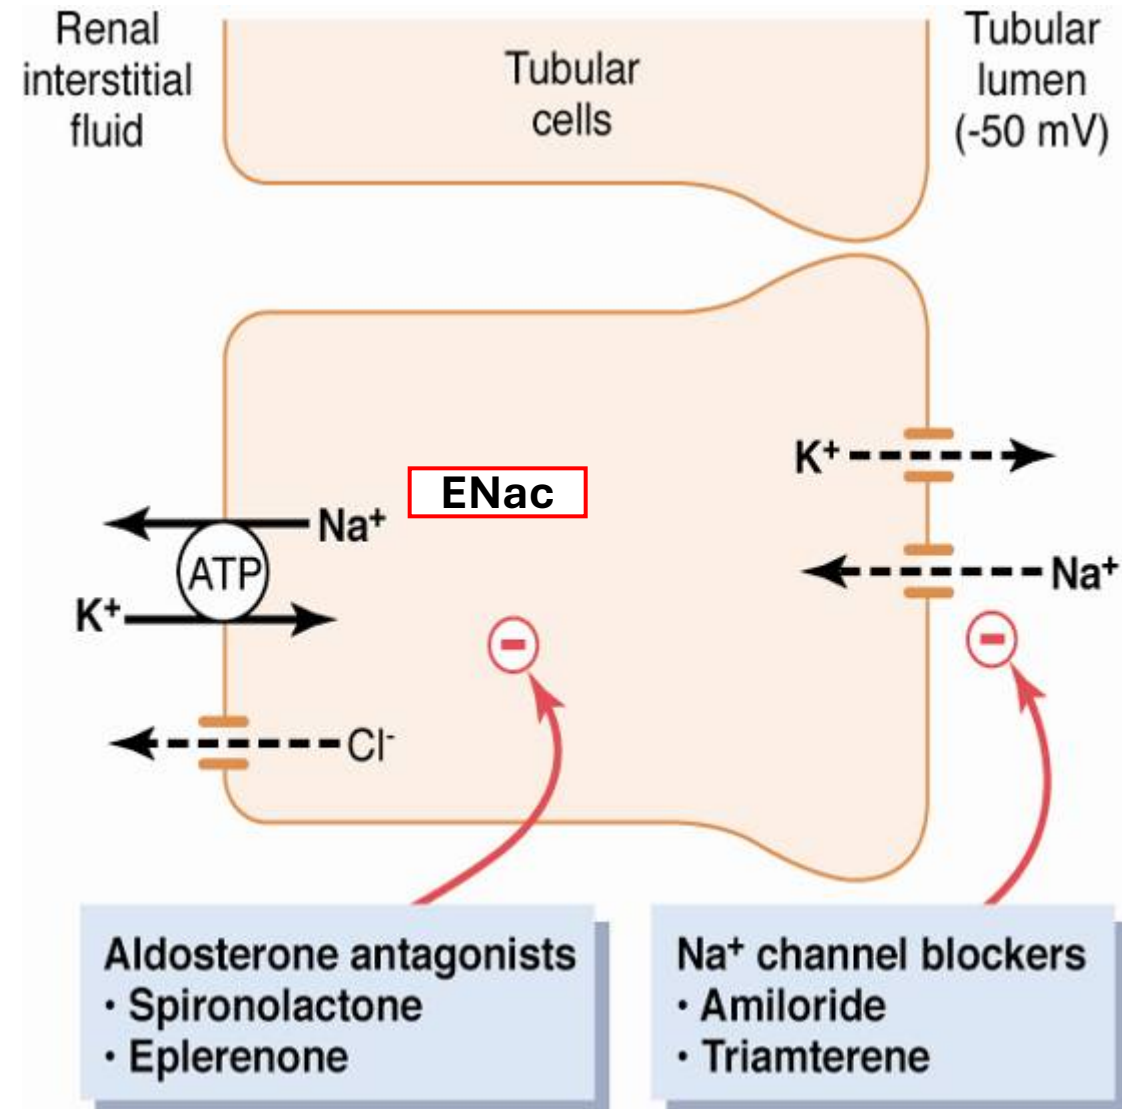 Renal
interstitial
fluid
Tubular
cells
Tubular
lumen
(-50 mV)
K⁺
ENac
Na⁺
ATP
K⁺
Na⁺
Cl⁻
Aldosterone antagonists
• Spironolactone
• Eplerenone
Na⁺ channel blockers
• Amiloride
• Triamterene